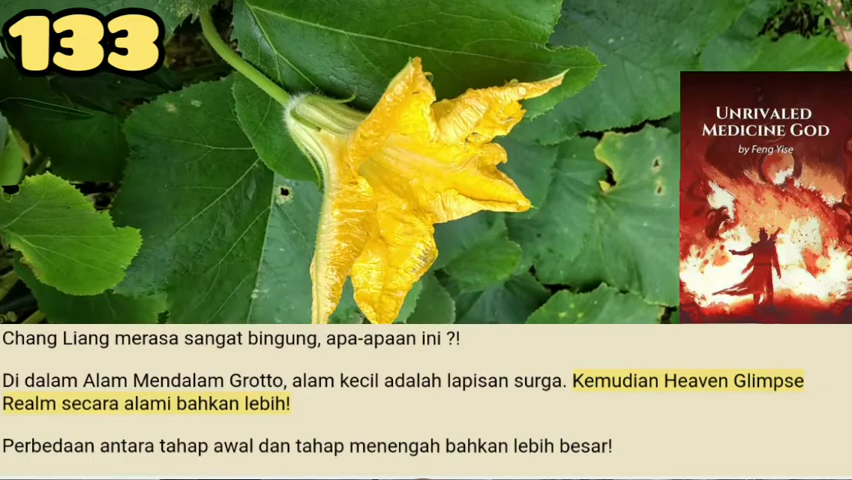 133
UNRIVALED
MEDICINE GOD
by Feng Yise
Chang Liang merasa sangat bingung, apa-apaan ini ?!
Di dalam Alam Mendalam Grotto, alam kecil adalah lapisan surga. Kemudian Heaven Glimpse
Realm secara alami bahkan lebih!
Perbedaan antara tahap awal dan tahap menengah bahkan lebih besar!